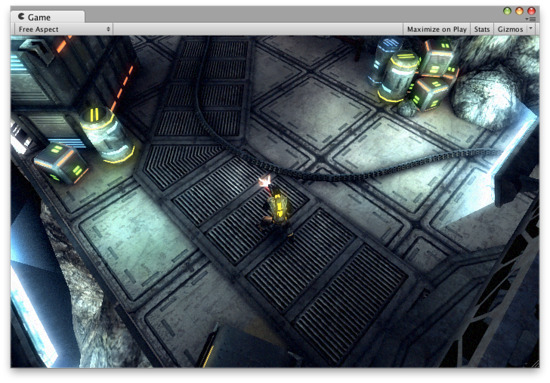 Game
Free Aspect
Maximize on Play
Stats
Gizmos